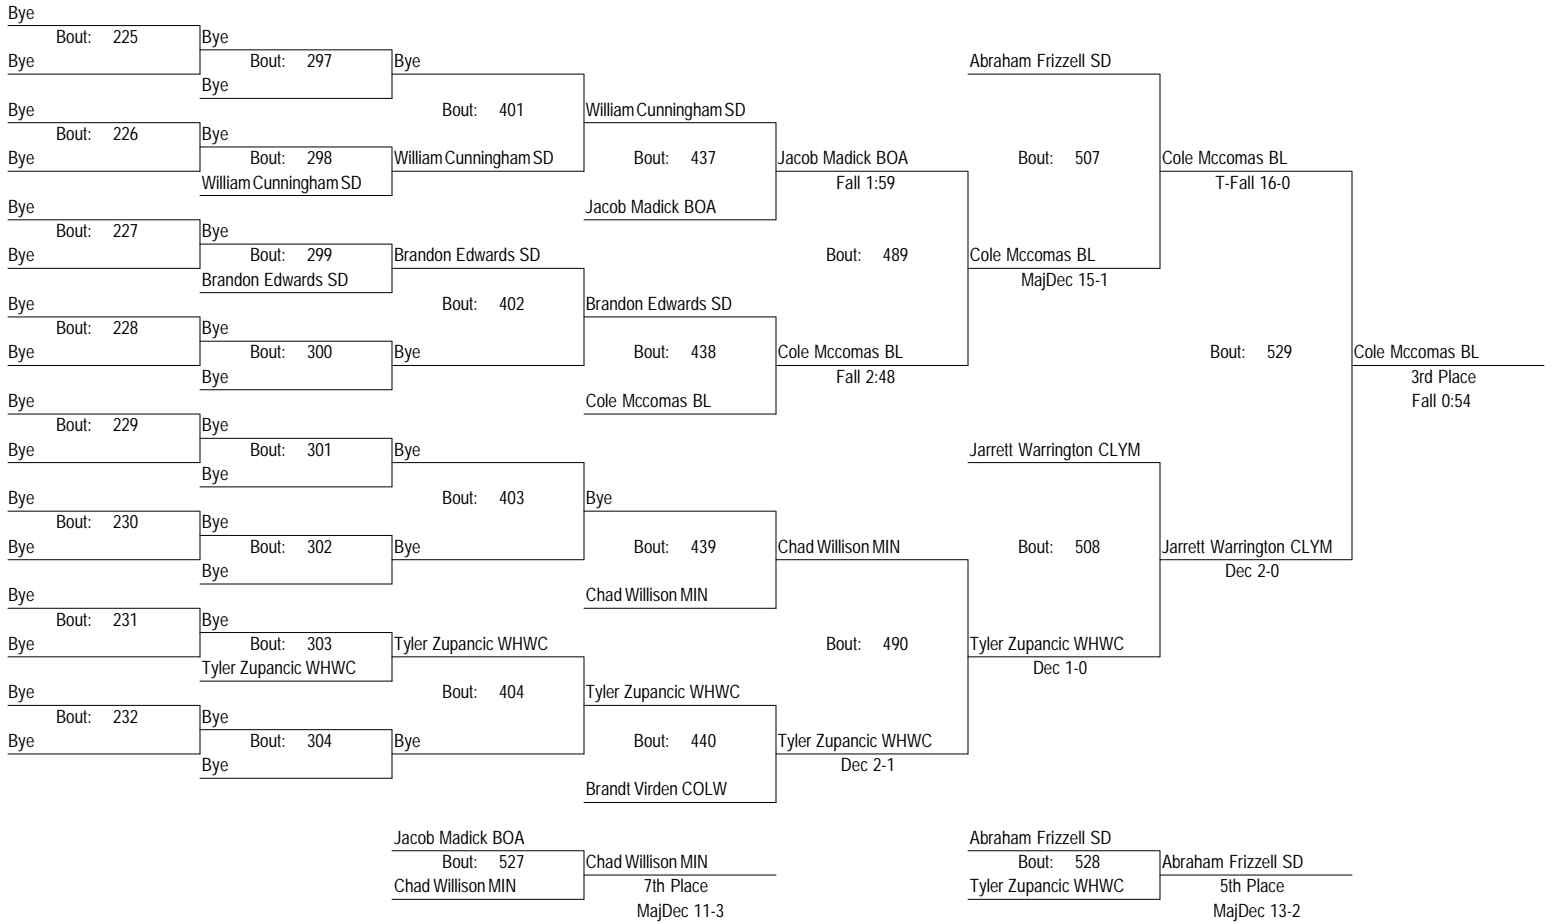 Bye
Bout: 225 Bye
Bye Bout: 297 Bye Abraham Frizzell SD
Bye
Bye Bout: 401 William Cunningham SD
Bout: 226 Bye
Bye Bout: 298 William Cunningham SD Bout: 437 Jacob Madick BOA Bout: 507 Cole Mccomas BL
William Cunningham SD Fall 1:59 T-Fall 16-0
Bye Jacob Madick BOA
Bout: 227 Bye
Bye Bout: 299 Brandon Edwards SD Bout: 489 Cole Mccomas BL
Brandon Edwards SD MajDec 15-1
Bye Bout: 402 Brandon Edwards SD
Bout: 228 Bye
Bye Bout: 300 Bye Bout: 438 Cole Mccomas BL Bout: 529 Cole Mccomas BL
Bye Fall 2:48 3rd Place
Bye Cole Mccomas BL Fall 0:54
Bout: 229 Bye
Bye Bout: 301 Bye Jarrett Warrington CLYM
Bye
Bye Bout: 403 Bye
Bout: 230 Bye
Bye Bout: 302 Bye Bout: 439 Chad Willison MIN Bout: 508 Jarrett Warrington CLYM
Bye Dec 2-0
Bye Chad Willison MIN
Bout: 231 Bye
Bye Bout: 303 Tyler Zupancic WHWC Bout: 490 Tyler Zupancic WHWC
Tyler Zupancic WHWC Dec 1-0
Bye Bout: 404 Tyler Zupancic WHWC
Bout: 232 Bye
Bye Bout: 304 Bye Bout: 440 Tyler Zupancic WHWC
Bye Dec 2-1
Brandt Virden COLW
Jacob Madick BOA Abraham Frizzell SD
Bout: 527 Chad Willison MIN Bout: 528 Abraham Frizzell SD
Chad Willison MIN 7th Place Tyler Zupancic WHWC 5th Place
MajDec 11-3 MajDec 13-2